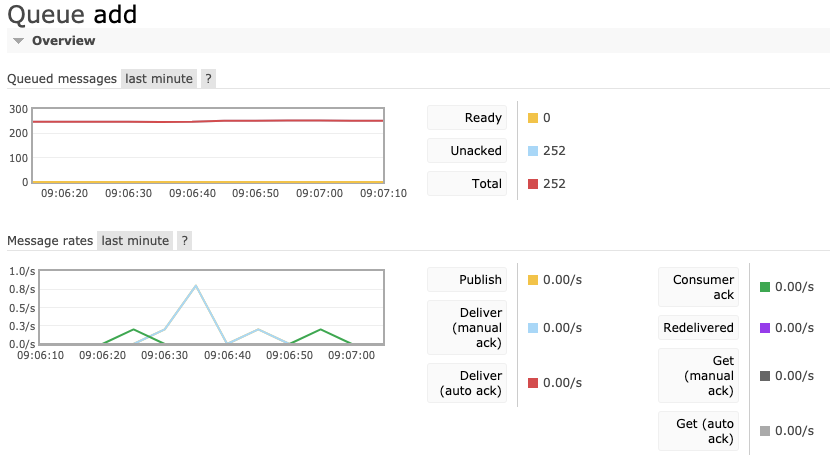 Queue add
Overview
Queued messages last minute ?
300
200
100
0
09:06:20 09:06:30 09:06:40 09:06:50 09:07:00 09:07:10
Ready 0
Unacked 252
Total 252
Message rates last minute ?
1.0/s
0.8/s
0.5/s
0.3/s
0.0/s
09:06:10 09:06:20 09:06:30 09:06:40 09:06:50 09:07:00
Publish 0.00/s
Deliver
(manual 0.00/s
ack)
Deliver
(auto ack) 0.00/s
Consumer
ack 0.00/s
Redelivered 0.00/s
Get
(manual 0.00/s
ack)
Get (auto
ack) 0.00/s